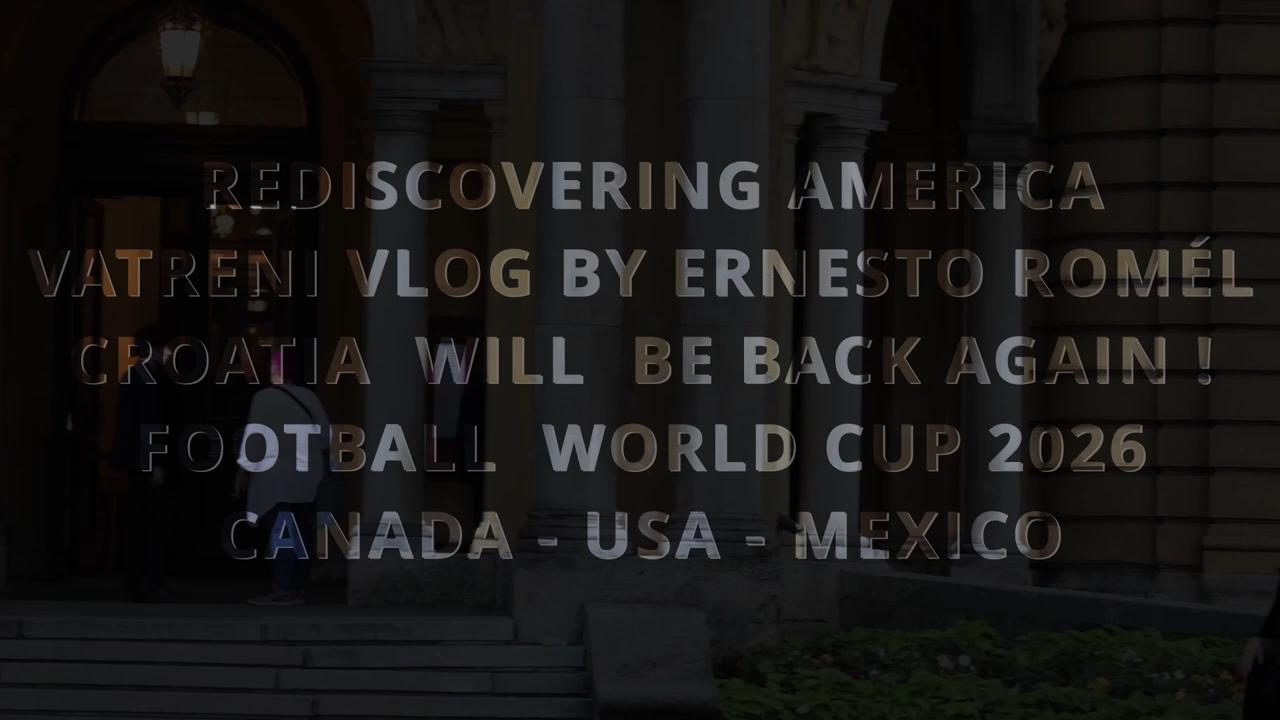 REDISCOVERING AMERICA
VATRENI VLOG BY ERNESTO ROMÉL
CROATIA WILL BE BACK AGAIN !
FOOTBALL WORLD CUP 2026
CANADA - USA - MEXICO